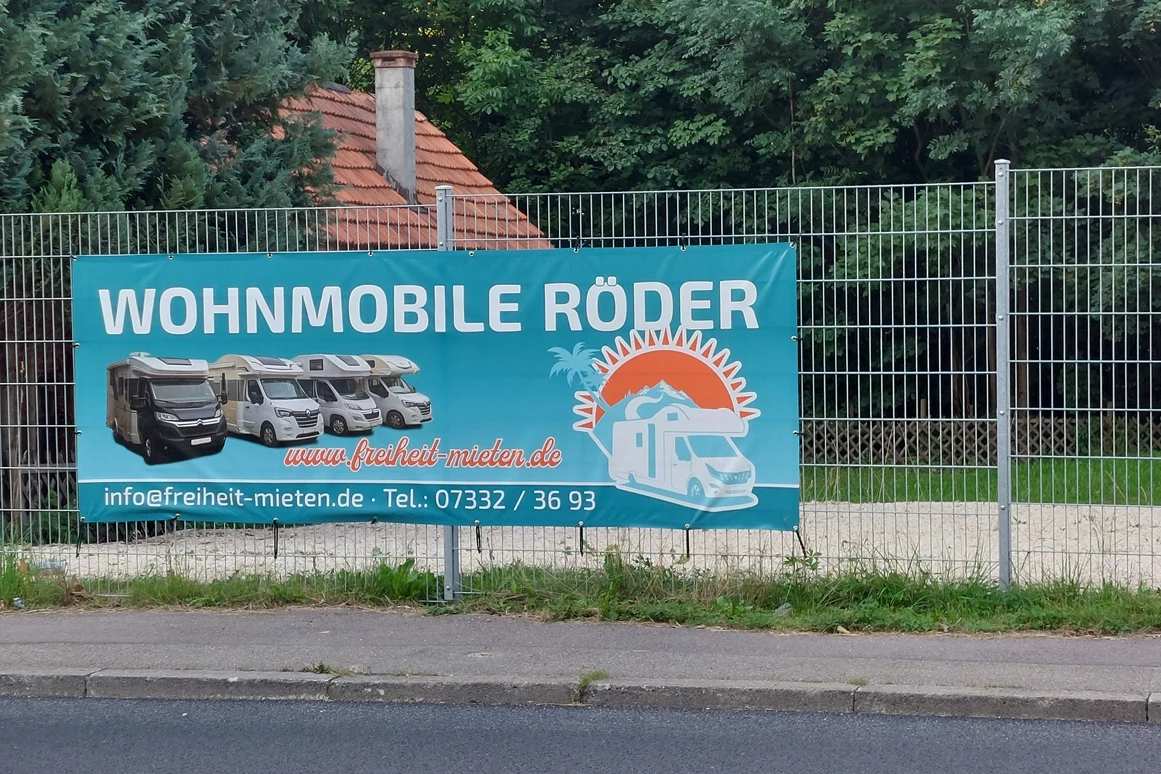 WOHNMOBILE RÖDER
www.freiheit-mieten.de
info@freiheit-mieten.de · Tel.: 07332 / 36 93